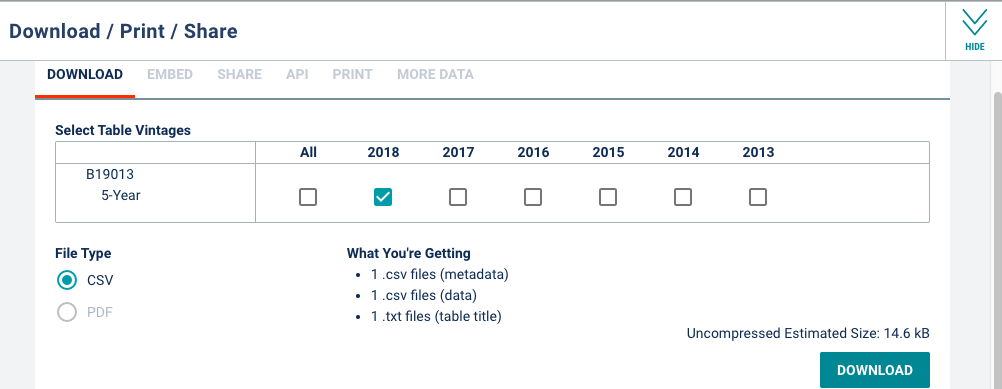 Download / Print / Share
HIDE
DOWNLOAD EMBED SHARE API PRINT MORE DATA
Select Table Vintages
All 2018 2017 2016 2015 2014 2013
B19013
5-Year
File Type
CSV
PDF
What You're Getting
• 1 .csv files (metadata)
• 1 .csv files (data)
• 1 .txt files (table title)
Uncompressed Estimated Size: 14.6 kB
DOWNLOAD